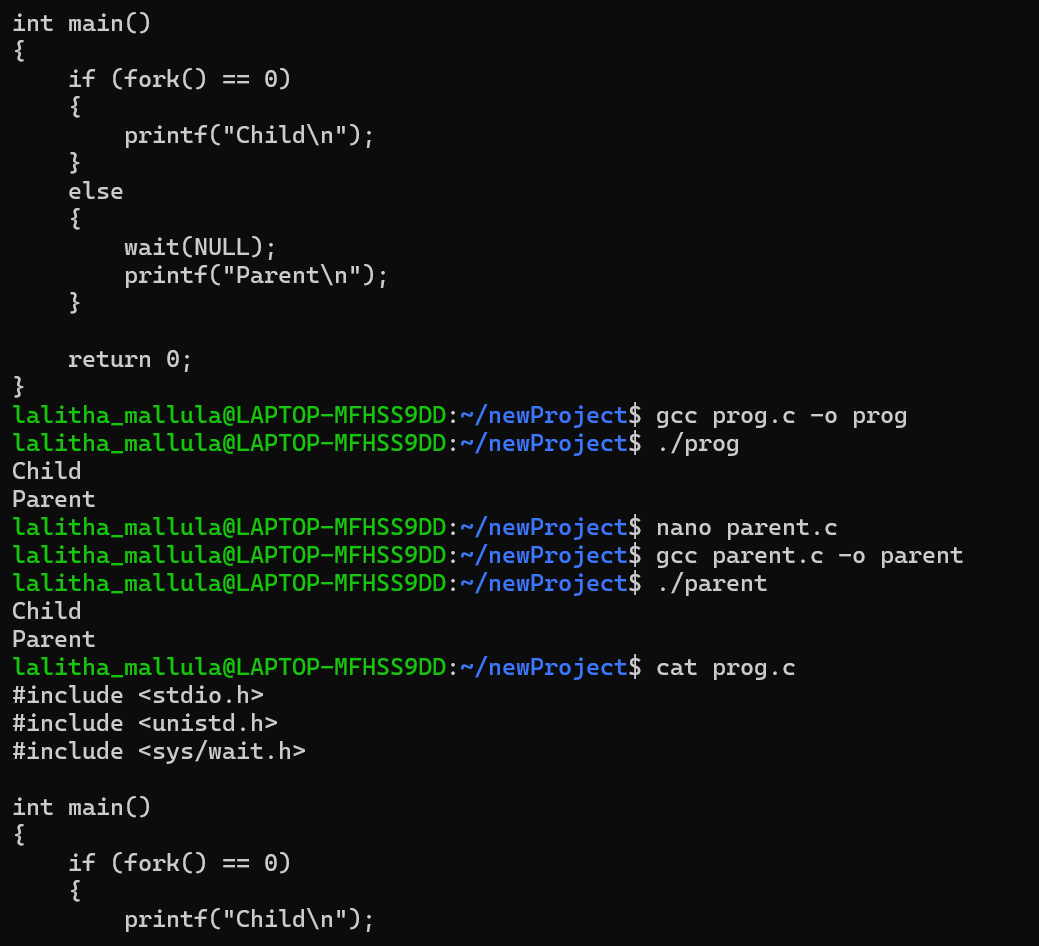 int main()
{
    if (fork() == 0)
    {
        printf("Child\n");
    }
    else
    {
        wait(NULL);
        printf("Parent\n");
    }

    return 0;
}
lalitha_mallula@LAPTOP-MFHSS9DD:~/newProject$ gcc prog.c -o prog
lalitha_mallula@LAPTOP-MFHSS9DD:~/newProject$ ./prog
Child
Parent
lalitha_mallula@LAPTOP-MFHSS9DD:~/newProject$ nano parent.c
lalitha_mallula@LAPTOP-MFHSS9DD:~/newProject$ gcc parent.c -o parent
lalitha_mallula@LAPTOP-MFHSS9DD:~/newProject$ ./parent
Child
Parent
lalitha_mallula@LAPTOP-MFHSS9DD:~/newProject$ cat prog.c
#include <stdio.h>
#include <unistd.h>
#include <sys/wait.h>

int main()
{
    if (fork() == 0)
    {
        printf("Child\n");